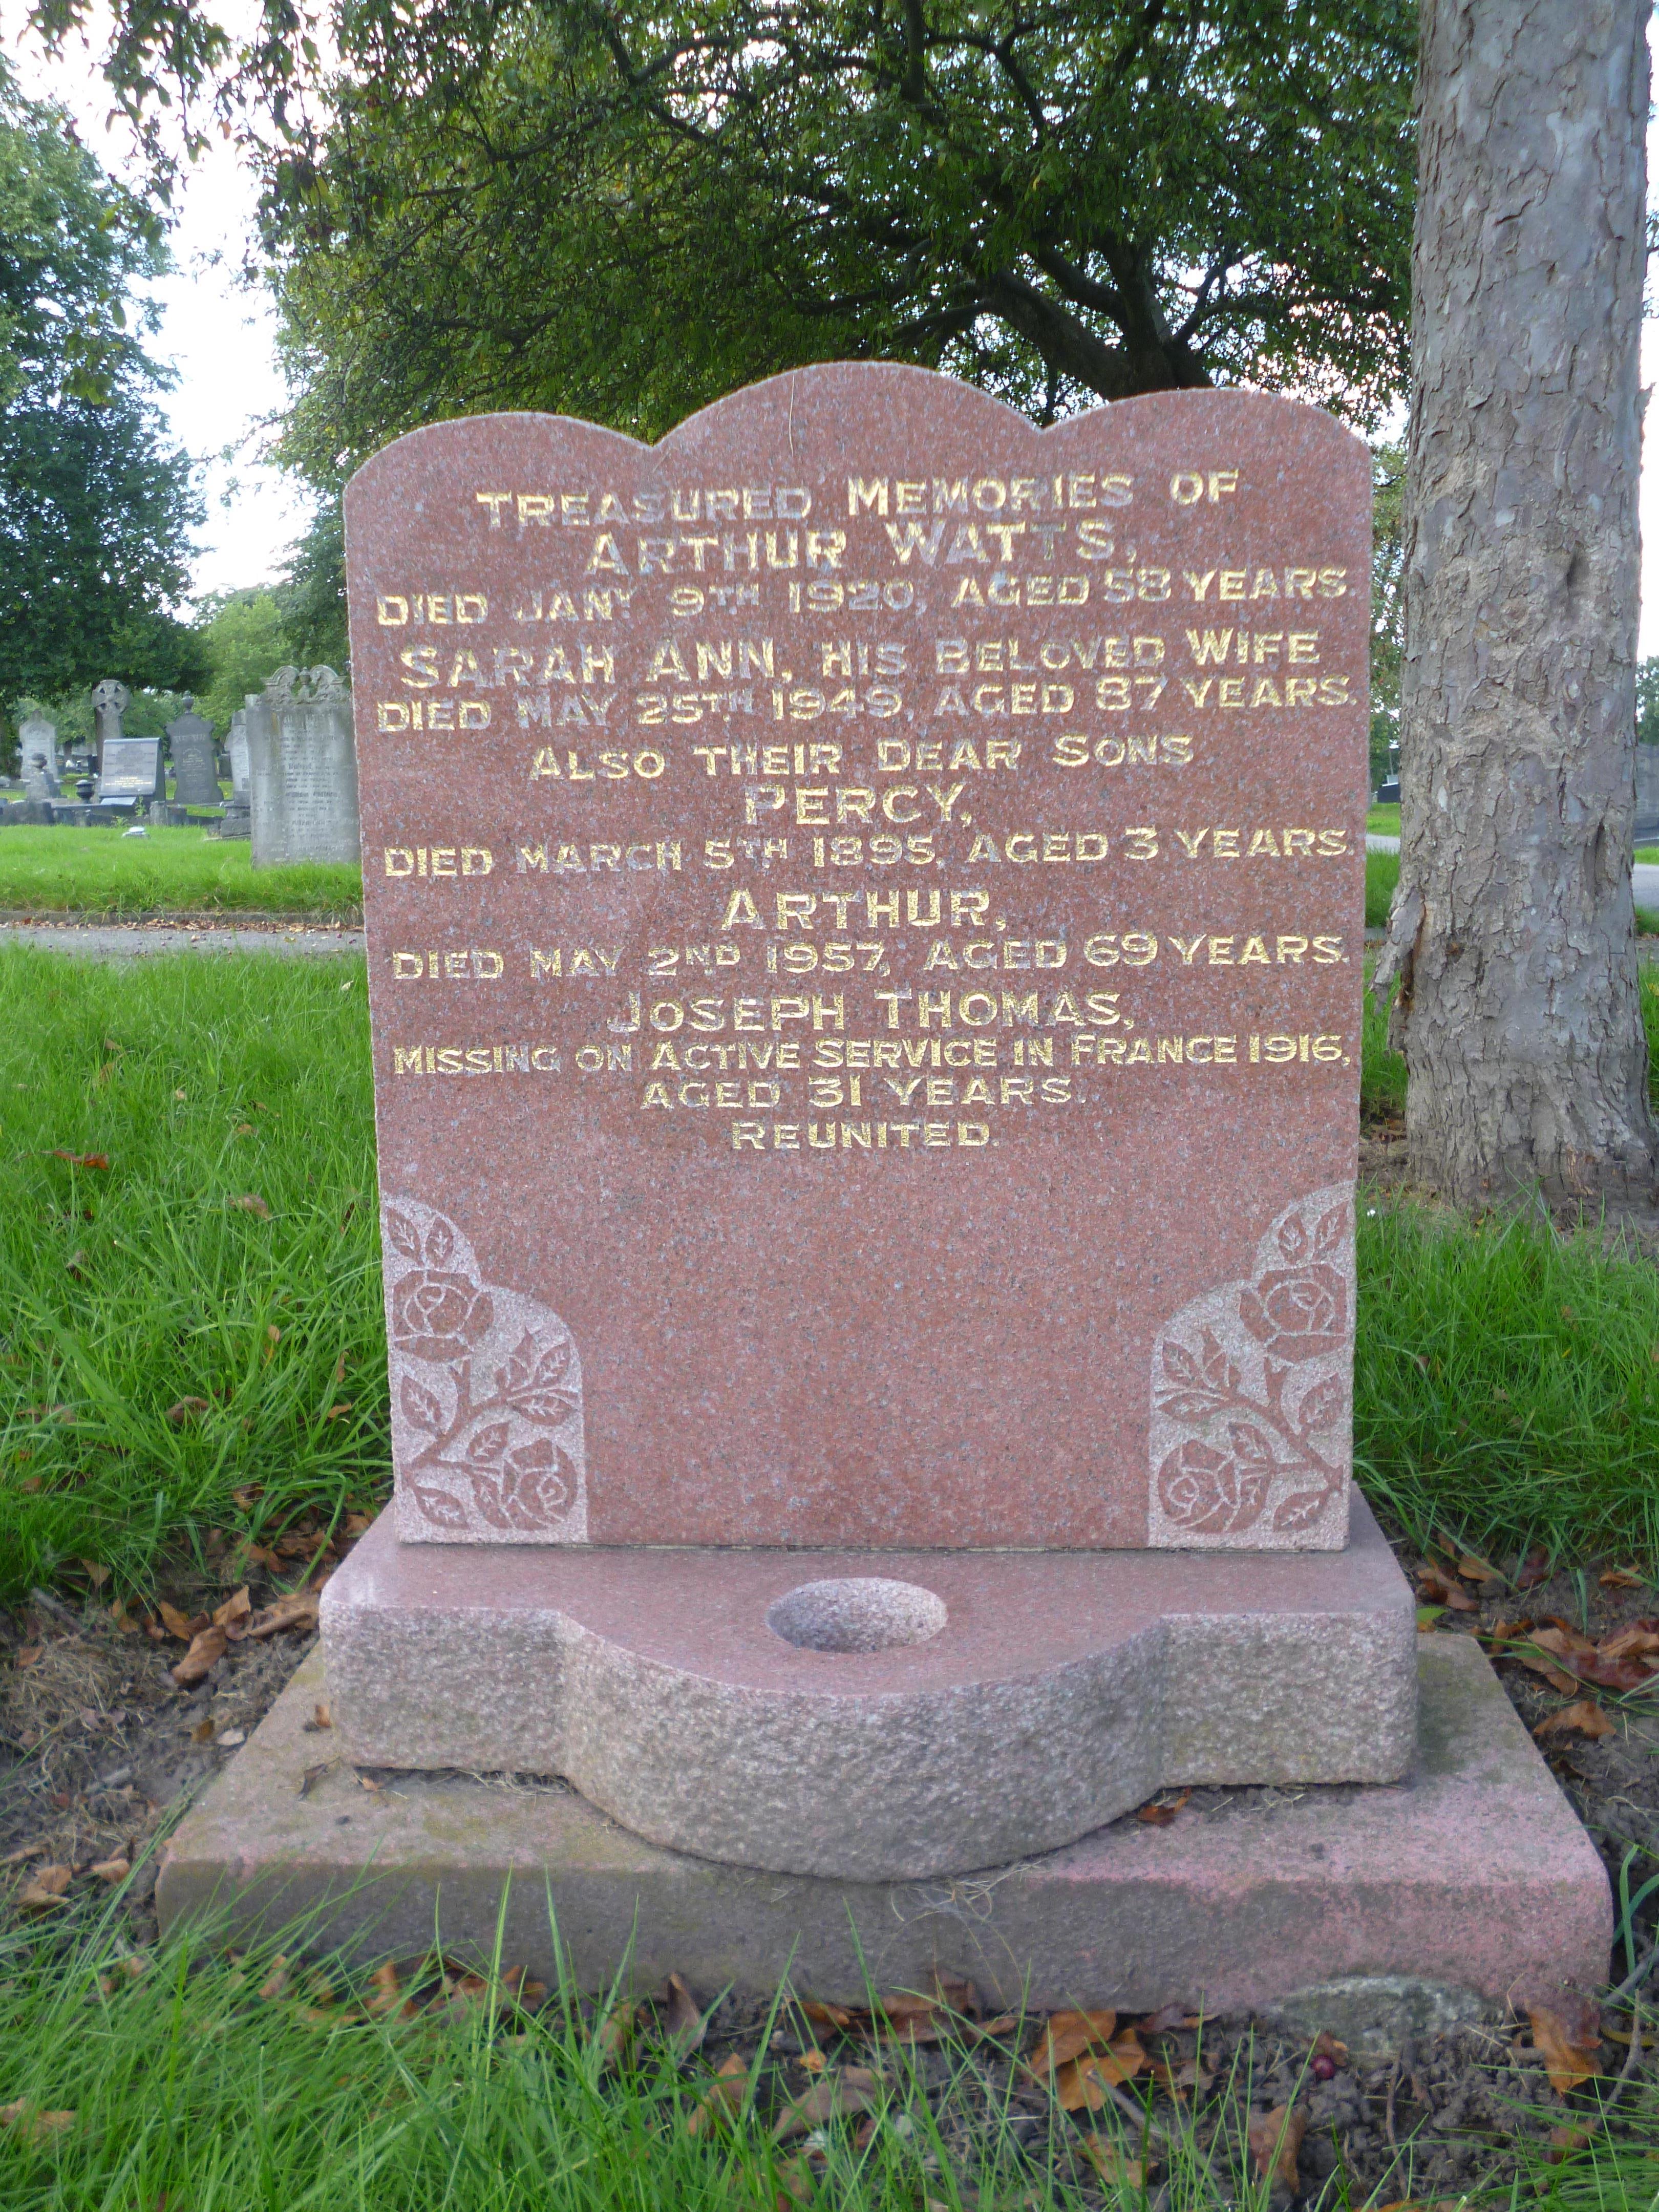 TREASURED MEMORIES OF
ARTHUR WATTS,
DIED JANY 9TH 1920, AGED 58 YEARS.
SARAH ANN, HIS BELOVED WIFE
DIED MAY 25TH 1949, AGED 87 YEARS.
ALSO THEIR DEAR SONS
PERCY,
DIED MARCH 5TH 1895, AGED 3 YEARS.
ARTHUR,
DIED MAY 2ND 1957, AGED 69 YEARS.
JOSEPH THOMAS,
MISSING ON ACTIVE SERVICE IN FRANCE 1916,
AGED 31 YEARS.
REUNITED.